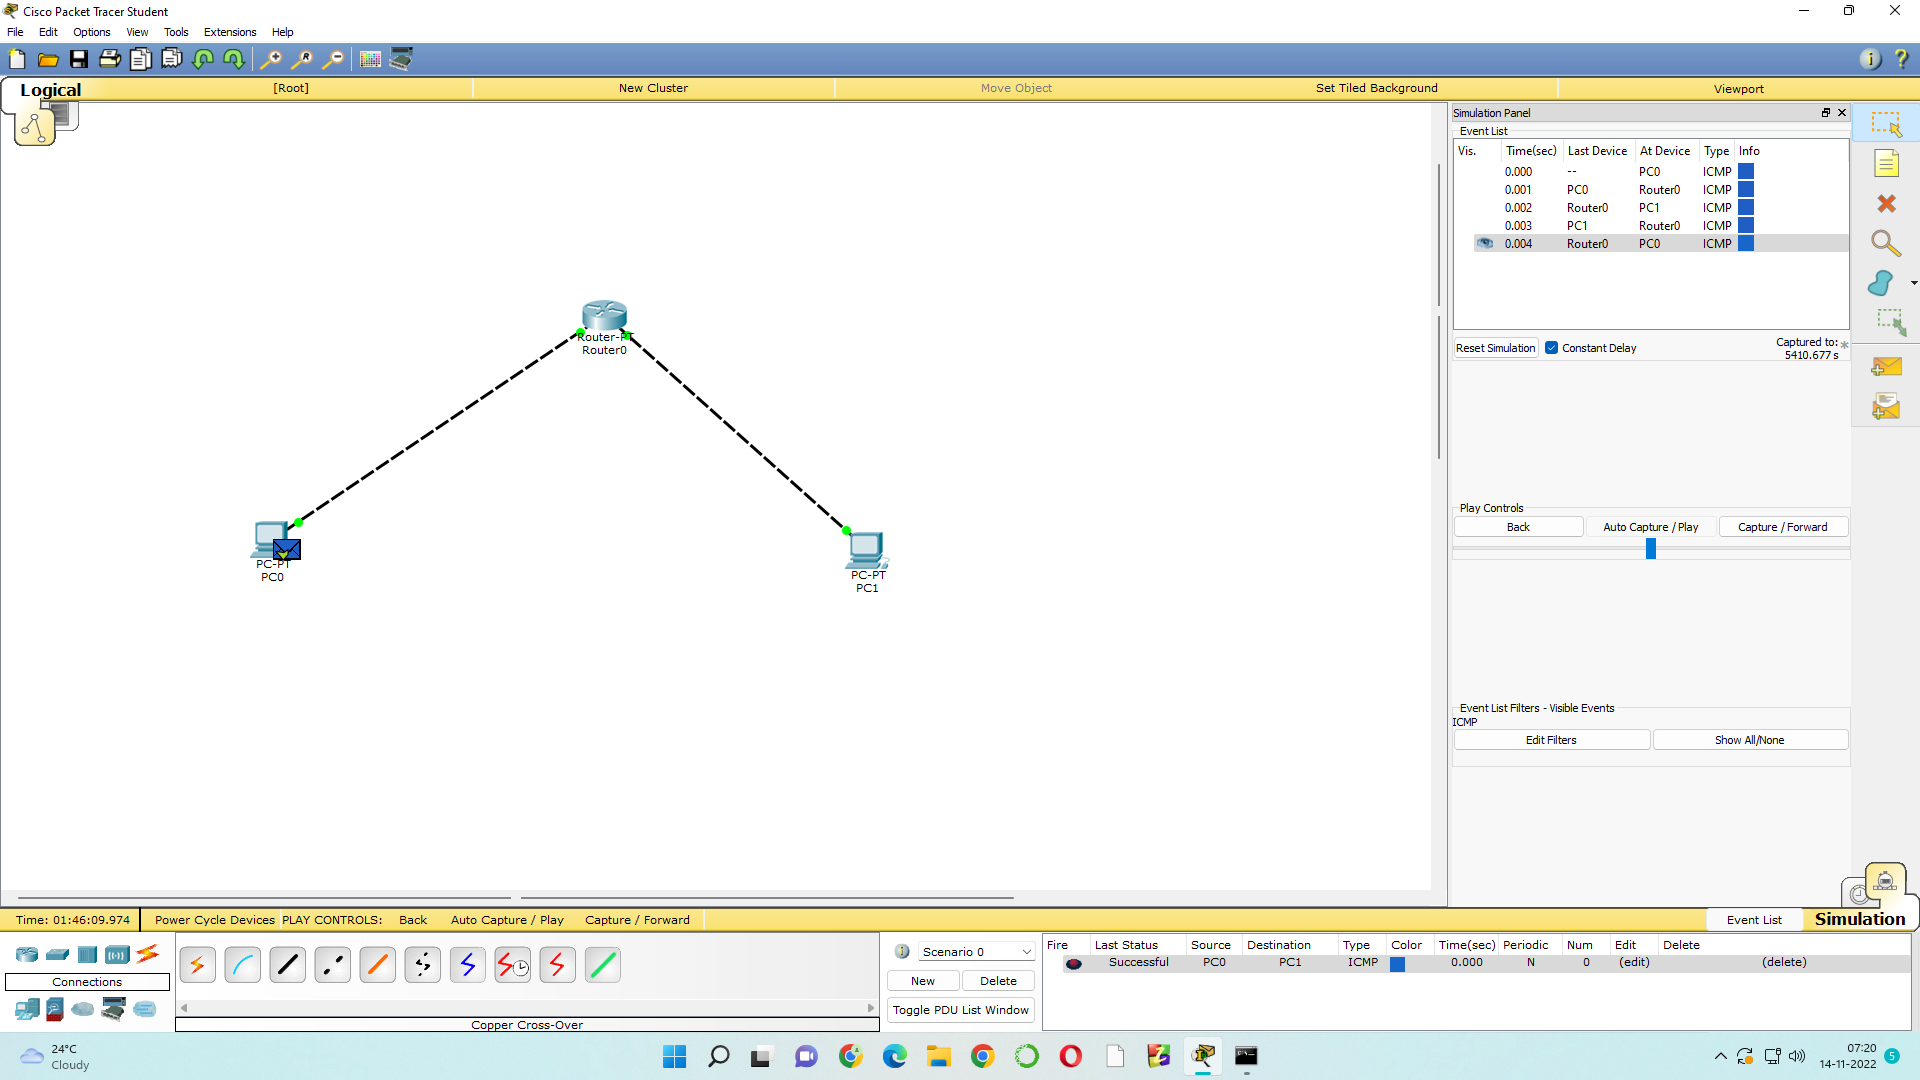 Cisco Packet Tracer Student
File Edit Options View Tools Extensions Help
Logical [Root] New Cluster Move Object Set Tiled Background Viewport
Simulation Panel
Event List
Vis. Time(sec) Last Device At Device Type Info
0.000 -- PC0 ICMP
0.001 PC0 Router0 ICMP
0.002 Router0 PC1 ICMP
0.003 PC1 Router0 ICMP
0.004 Router0 PC0 ICMP
Reset Simulation Constant Delay Captured to: *
5410.677 s
Router-PT
Router0
PC-PT
PC0
PC-PT
PC1
Play Controls
Back Auto Capture / Play Capture / Forward
Event List Filters - Visible Events
ICMP
Edit Filters Show All/None
Time: 01:46:09.974 Power Cycle Devices PLAY CONTROLS: Back Auto Capture / Play Capture / Forward Event List Simulation
Connections
Copper Cross-Over
Scenario 0
New Delete
Toggle PDU List Window
Fire Last Status Source Destination Type Color Time(sec) Periodic Num Edit Delete
Successful PC0 PC1 ICMP 0.000 N 0 (edit) (delete)
24°C
Cloudy
07:20
14-11-2022
5